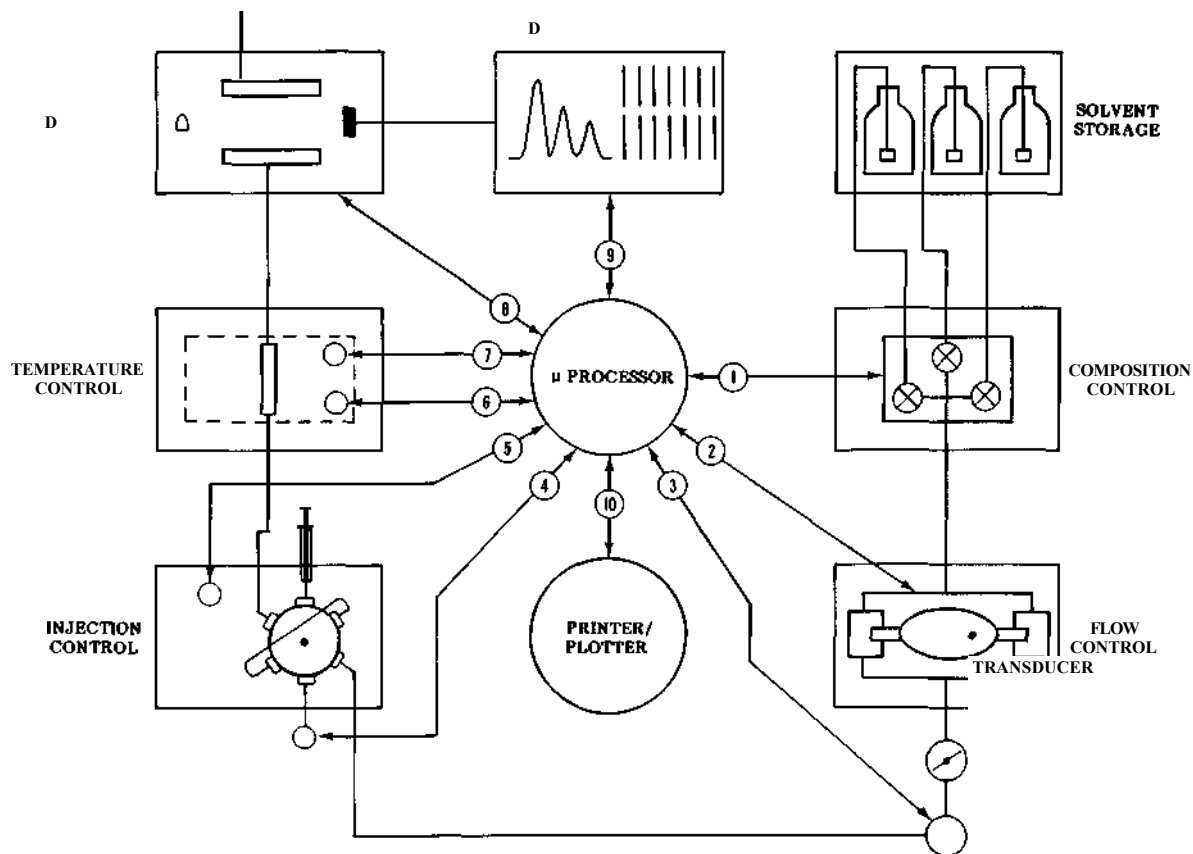 D
D
SOLVENT
STORAGE
9
8
TEMPERATURE
CONTROL
7
6
μ PROCESSOR
1
COMPOSITION
CONTROL
5
4
10
3
2
INJECTION
CONTROL
PRINTER/
PLOTTER
FLOW
CONTROL
TRANSDUCER